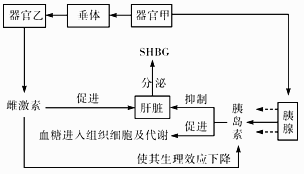 器官乙
垂体
器官甲
SHBG
分泌
雌激素
促进
肝脏
抑制
胰岛素
胰腺
促进
血糖进入组织细胞及代谢
使其生理效应下降